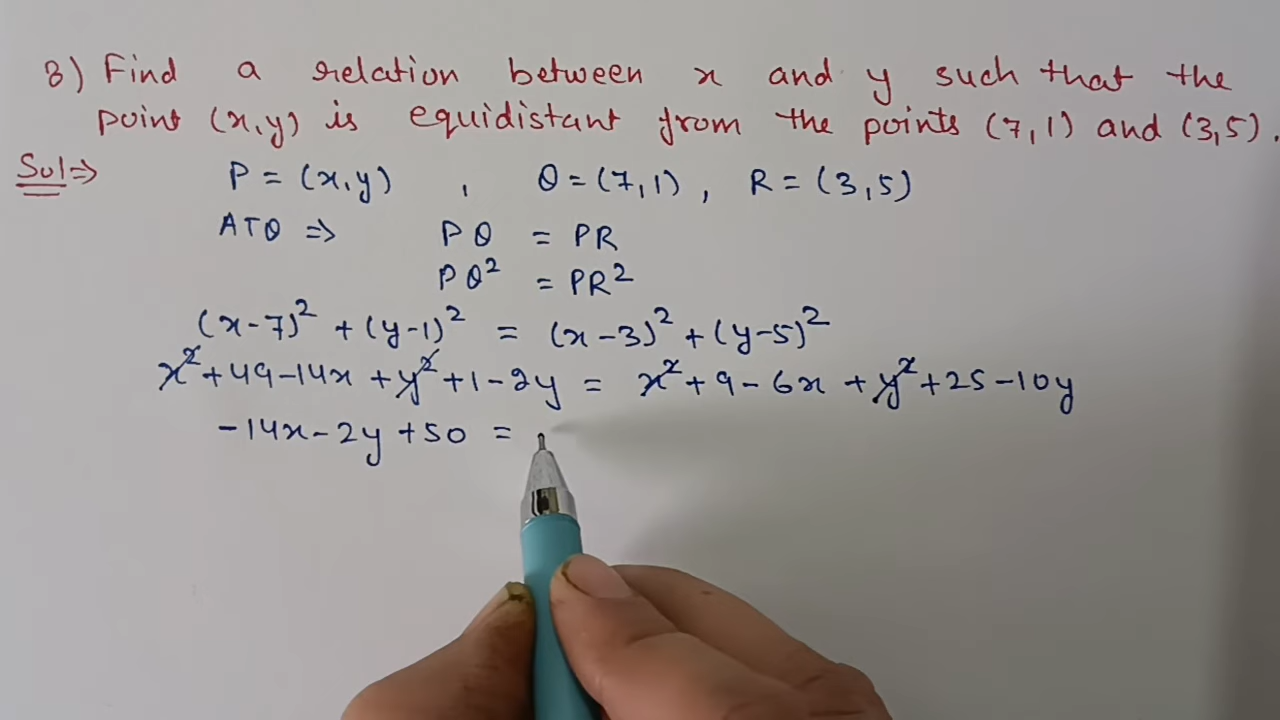 8) Find a relation between x and y such that the
point (x,y) is equidistant from the points (7,1) and (3,5).
Sol⇒ P = (x,y) , Q = (7,1), R = (3,5)
ATQ ⇒ PQ = PR
PQ² = PR²
(x-7)² + (y-1)² = (x-3)² + (y-5)²
x² + 49 - 14x + y² + 1 - 2y = x² + 9 - 6x + y² + 25 - 10y
-14x - 2y + 50 =